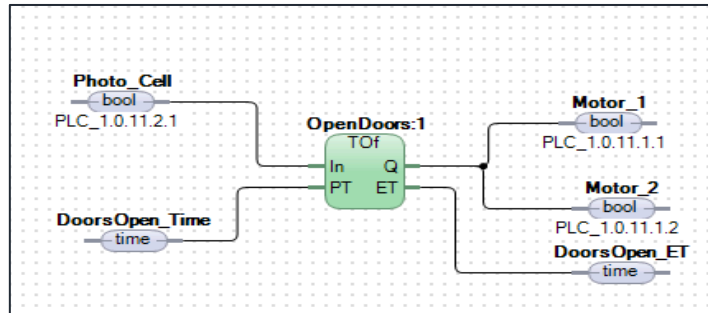 Photo_Cell
bool
PLC_1.0.11.2.1
OpenDoors:1
TOf
In Q
PT ET
DoorsOpen_Time
time
Motor_1
bool
PLC_1.0.11.1.1
Motor_2
bool
PLC_1.0.11.1.2
DoorsOpen_ET
time